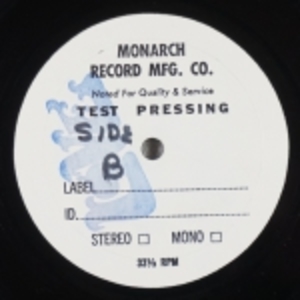 MONARCH
RECORD MFG. CO.
Noted For Quality & Service
TEST PRESSING
SIDE
B
LABEL
ID.
STEREO MONO
33⅓ RPM